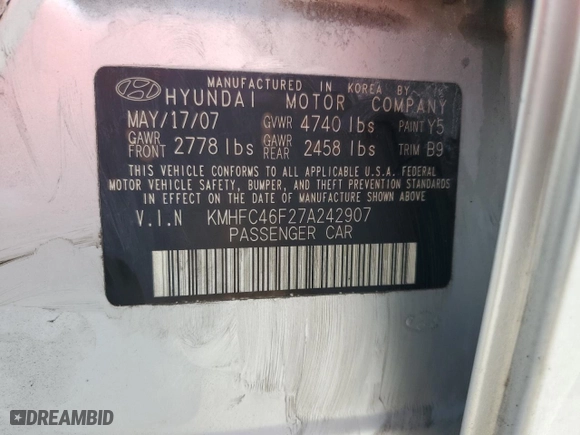 MANUFACTURED IN KOREA BY
HYUNDAI MOTOR COMPANY
MAY/17/07 GVWR 4740 lbs PAINT Y5
GAWR FRONT 2778 lbs GAWR REAR 2458 lbs TRIM B9
THIS VEHICLE CONFORMS TO ALL APPLICABLE U.S.A. FEDERAL
MOTOR VEHICLE SAFETY, BUMPER, AND THEFT PREVENTION
STANDARDS IN EFFECT ON THE DATE OF MANUFACTURE SHOWN ABOVE
V.I.N KMHFC46F27A242907
PASSENGER CAR
DREAMBID